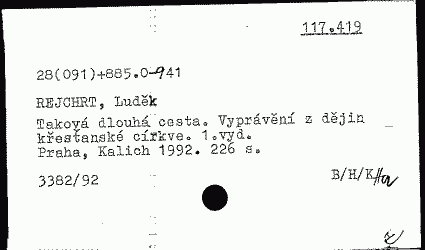 117.419
28(091)+885.0-941
REJCHRT, Luděk
Taková dlouhá cesta. Vyprávění z dějin
křesťanské církve. 1.vyd.
Praha, Kalich 1992. 226 s.
3382/92
B/H/K